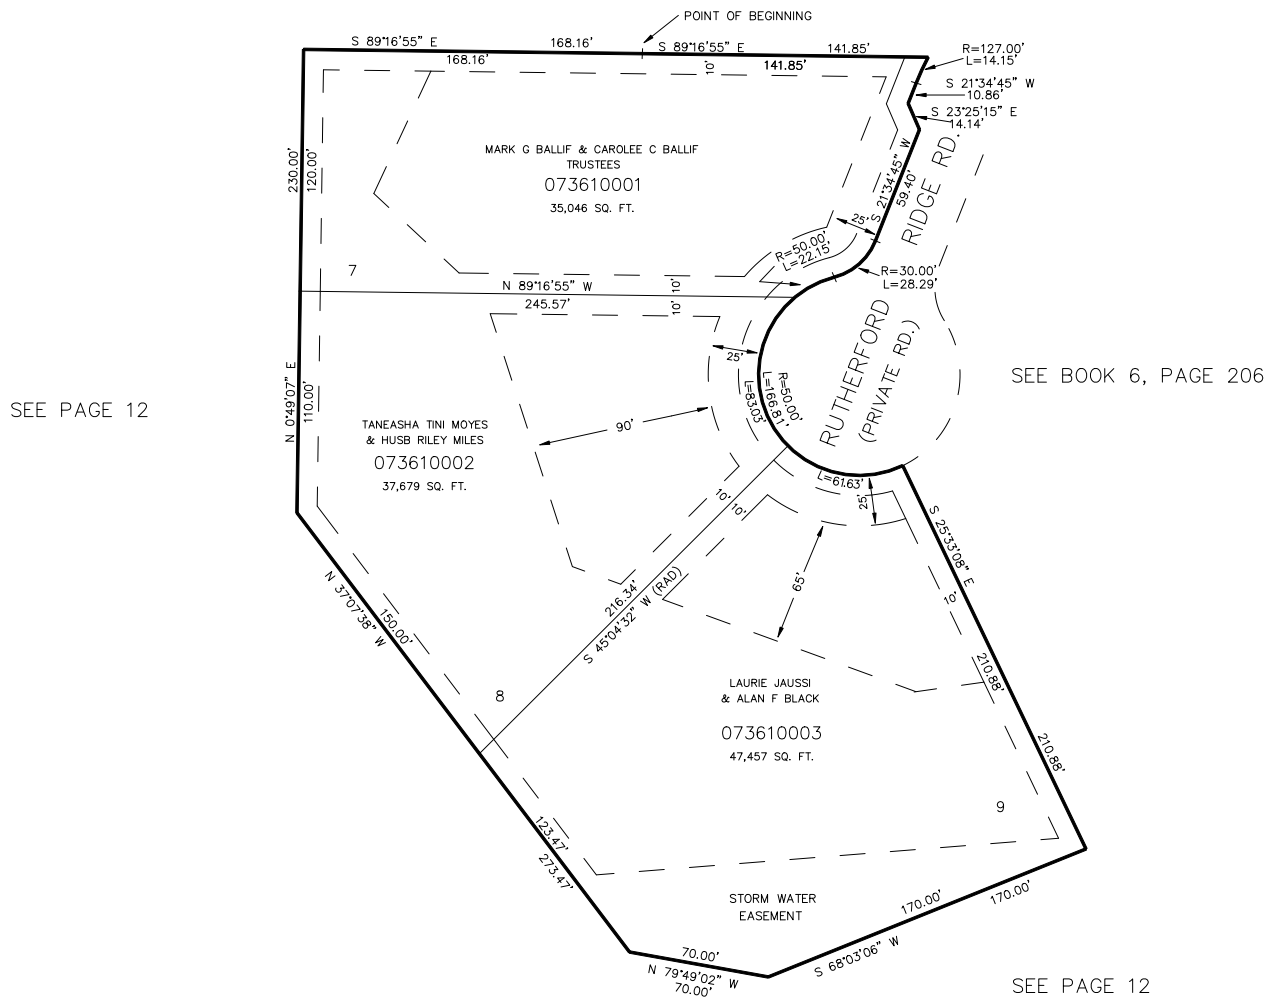 POINT OF BEGINNING
S 89°16'55" E
168.16'
S 89°16'55" E
141.85'
168.16'
10'
141.85'
R=127.00'
L=14.15'
S 21°34'45" W
10.86'
S 23°25'15" E
14.14'
230.00'
120.00'
MARK G BALLIF & CAROLEE C BALLIF
TRUSTEES
073610001
35,046 SQ. FT.
S 21°34'45" W
59.40'
RIDGE RD.
25'
R=50.00'
L=22.15'
R=30.00'
L=28.29'
7
N 89°16'55" W
245.57'
10'
10'
RUTHERFORD
(PRIVATE RD.)
25'
R=50.00'
L=166.81'
L=83.03'
SEE BOOK 6, PAGE 206
SEE PAGE 12
N 0°49'07" E
110.00'
TANEASHA TINI MOYES
& HUSB RILEY MILES
073610002
37,679 SQ. FT.
90'
L=61.63'
25'
10'
10'
S 25°33'08" E
10'
N 37°07'38" W
150.00'
216.34'
S 45°04'32" W (RAD)
65'
210.88'
210.88'
8
LAURIE JAUSSI
& ALAN F BLACK
073610003
47,457 SQ. FT.
9
123.47'
273.47'
STORM WATER
EASEMENT
170.00'
170.00'
S 68°03'06" W
70.00'
N 79°49'02" W
70.00'
SEE PAGE 12